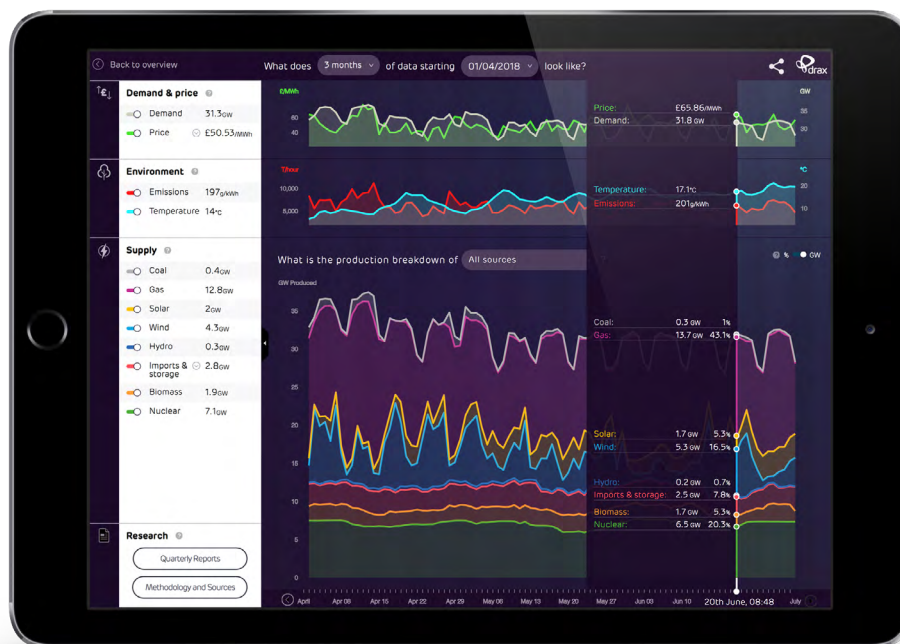 Back to overview
What does 3 months of data starting 01/04/2018 look like?
drax
Demand & price
Demand 31.3GW
Price £50.53/MWh
£/MWh
60
40
GW
35
30
Price: £65.86/MWh
Demand: 31.8 GW
Environment
Emissions 197g/kWh
Temperature 14°C
T/hour
10,000
5,000
°C
20
10
Temperature: 17.1°C
Emissions: 201g/kWh
Supply
Coal 0.4GW
Gas 12.8GW
Solar 2GW
Wind 4.3GW
Hydro 0.3GW
Imports &
storage 2.8GW
Biomass 1.9GW
Nuclear 7.1GW
What is the production breakdown of All sources
% GW
GW Produced
35
30
25
20
15
10
5
0
Coal: 0.3 GW 1%
Gas: 13.7 GW 43.1%
Solar: 1.7 GW 5.3%
Wind: 5.3 GW 16.5%
Hydro: 0.2 GW 0.7%
Imports & storage: 2.5 GW 7.8%
Biomass: 1.7 GW 5.3%
Nuclear: 6.5 GW 20.3%
Research
Quarterly Reports
Methodology and Sources
April Apr 08 Apr 15 Apr 22 Apr 29 May 06 May 13 May 20 May 27 Jun 03 Jun 10 20th June, 08:48 July